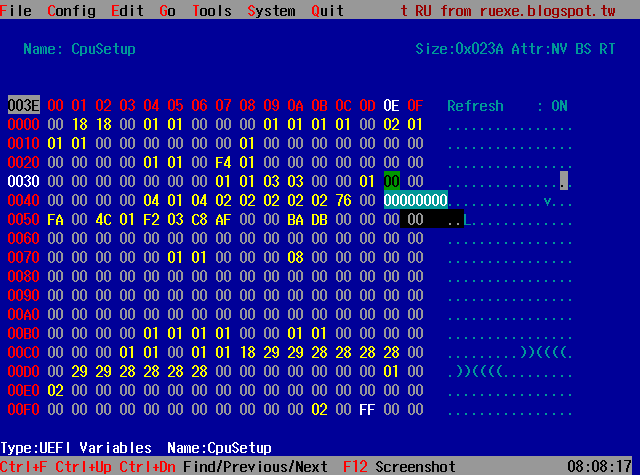 File Config Edit Go Tools System Quit t RU from ruexe.blogspot.tw
Name: CpuSetup Size:0x023A Attr:NV BS RT
003E 00 01 02 03 04 05 06 07 08 09 0A 0B 0C 0D 0E 0F Refresh : ON
0000 00 18 18 00 01 01 00 00 00 01 01 01 01 00 02 01 ................
0010 01 01 00 00 00 00 00 00 01 00 00 00 00 00 00 00 ................
0020 00 00 00 00 01 01 00 F4 01 00 00 00 00 00 00 00 ................
0030 00 00 00 00 00 00 00 01 01 03 03 00 00 01 00 00 ................
0040 00 00 00 00 04 01 04 02 02 02 02 02 76 00 00000000 ............v...
0050 FA 00 4C 01 F2 03 C8 AF 00 00 BA DB 00 00 00 00 ..L.............
0060 00 00 00 00 00 00 00 00 00 00 00 00 00 00 00 00 ................
0070 00 00 00 00 00 01 01 00 00 00 08 00 00 00 00 00 ................
0080 00 00 00 00 00 00 00 00 00 00 00 00 00 00 00 00 ................
0090 00 00 00 00 00 00 00 00 00 00 00 00 00 00 00 00 ................
00A0 00 00 00 00 00 00 00 00 00 00 00 00 00 00 00 00 ................
00B0 00 00 00 00 01 01 01 01 00 00 01 01 00 00 00 00 ................
00C0 00 00 00 01 01 00 01 01 18 29 29 28 28 28 28 00 .........))((((.
00D0 00 29 29 28 28 28 28 00 00 00 00 00 00 00 01 00 .))((((.........
00E0 02 00 00 00 00 00 00 00 00 00 00 00 00 00 00 00 ................
00F0 00 00 00 00 00 00 00 00 00 00 00 02 00 FF 00 00 ................
Type:UEFI Variables Name:CpuSetup
Ctrl+F Ctrl+Up Ctrl+Dn Find/Previous/Next F12 Screenshot 08:08:17